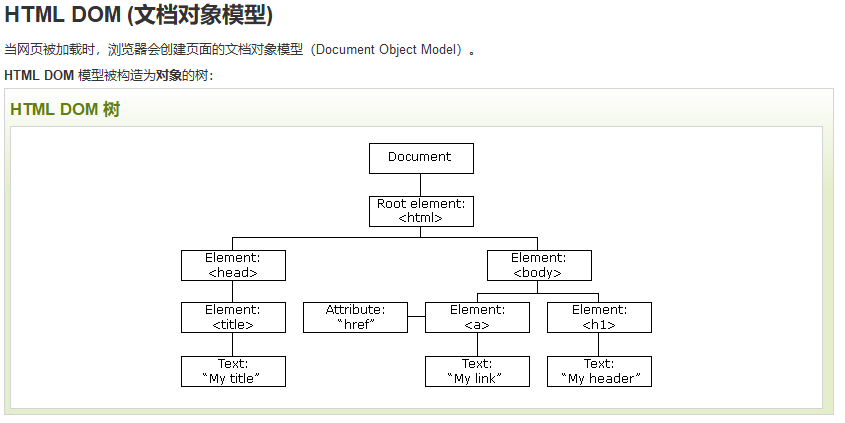 HTML DOM (文档对象模型)
当网页被加载时，浏览器会创建页面的文档对象模型（Document Object Model）。
HTML DOM 模型被构造为对象的树：
HTML DOM 树
Document
Root element:
<html>
Element:
<head>
Element:
<body>
Element:
<title>
Attribute:
“href”
Element:
<a>
Element:
<h1>
Text:
“My title”
Text:
“My link”
Text:
“My header”